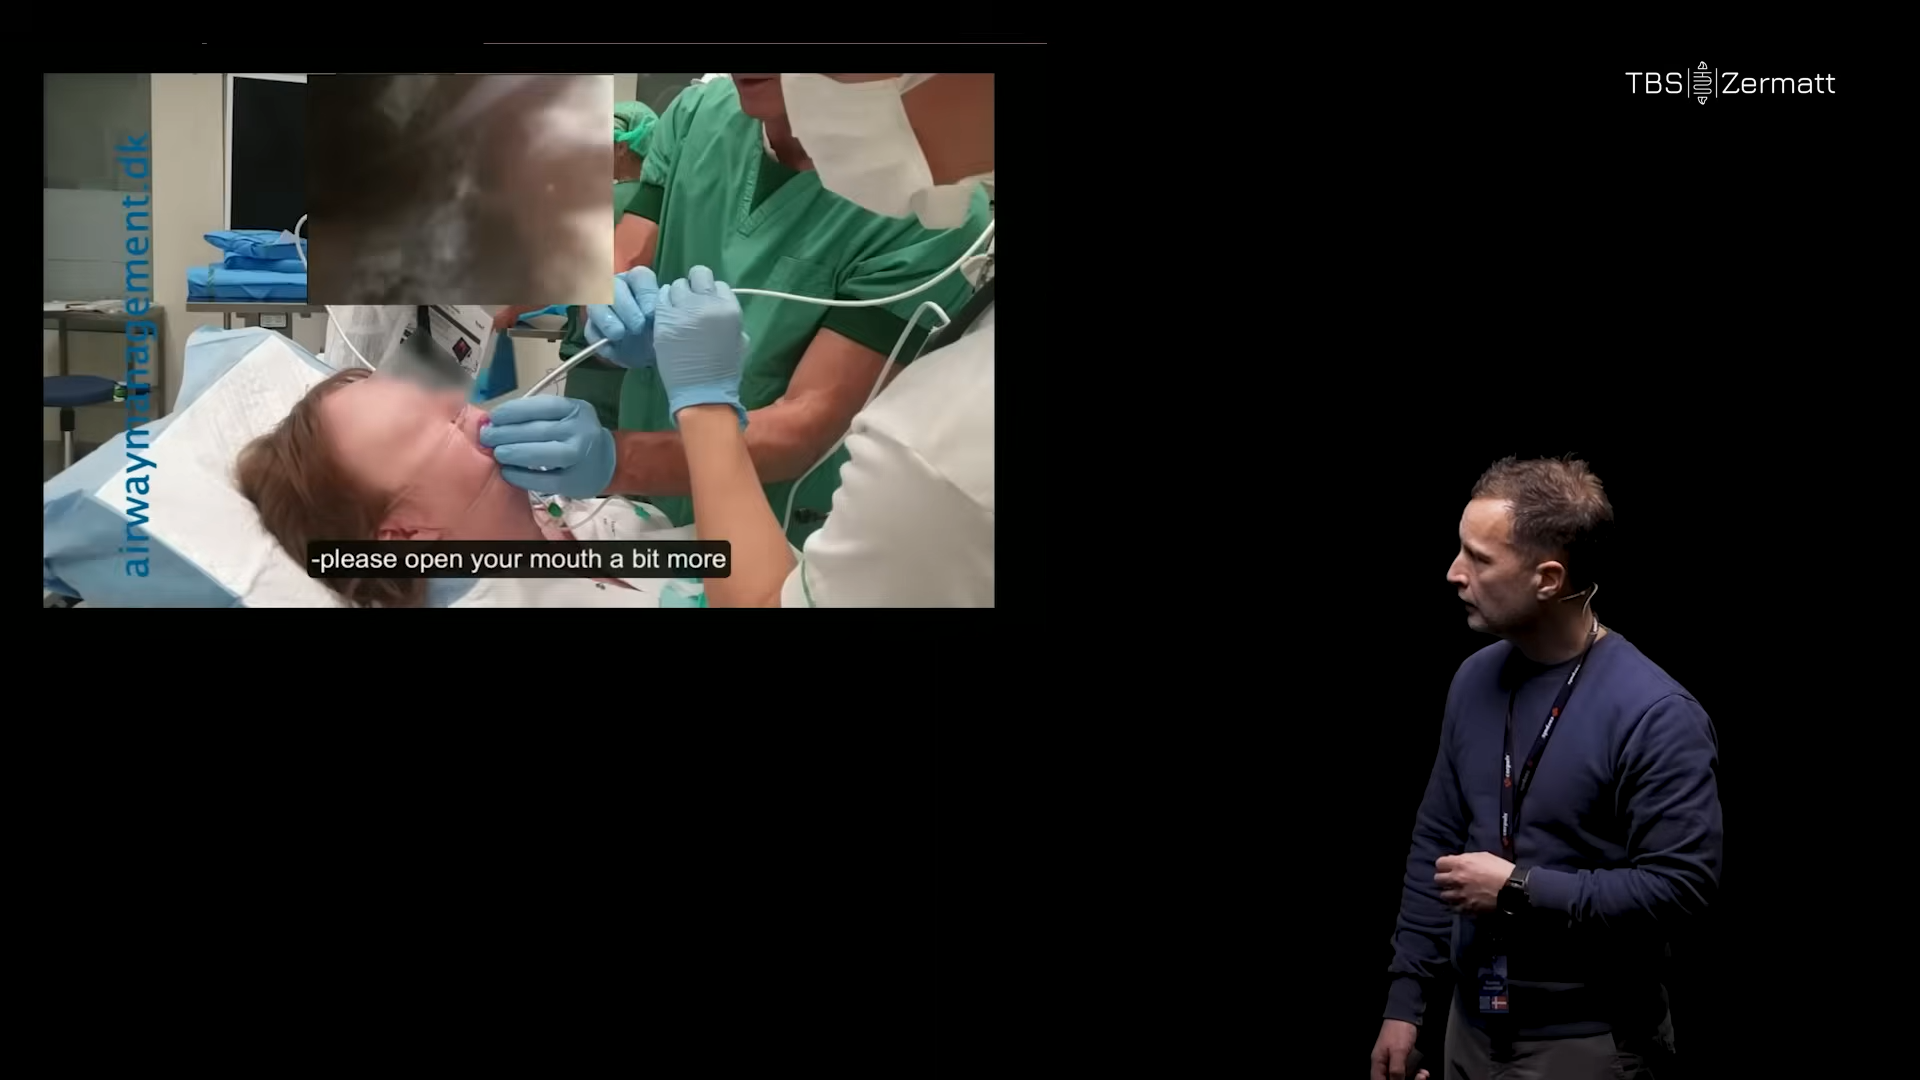 TBS Zermatt
airwaymanagement.dk
-please open your mouth a bit more